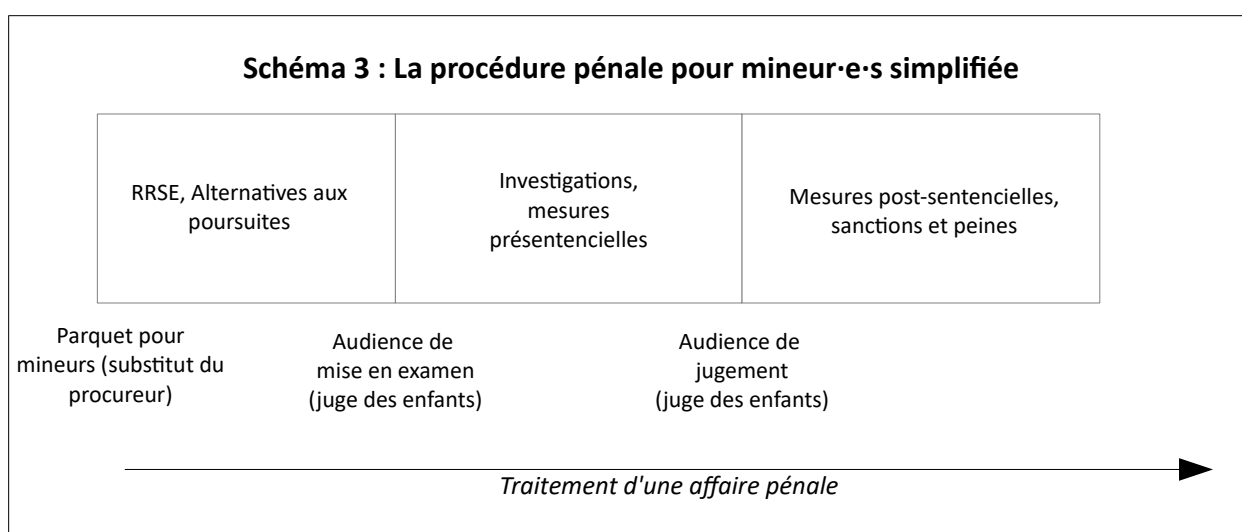 Schéma 3 : La procédure pénale pour mineur·e·s simplifiée
RRSE, Alternatives aux
poursuites
Investigations,
mesures
présentencielles
Mesures post-sentencielles,
sanctions et peines
Parquet pour
mineurs (substitut du
procureur)
Audience de
mise en examen
(juge des enfants)
Audience de
jugement
(juge des enfants)
Traitement d'une affaire pénale